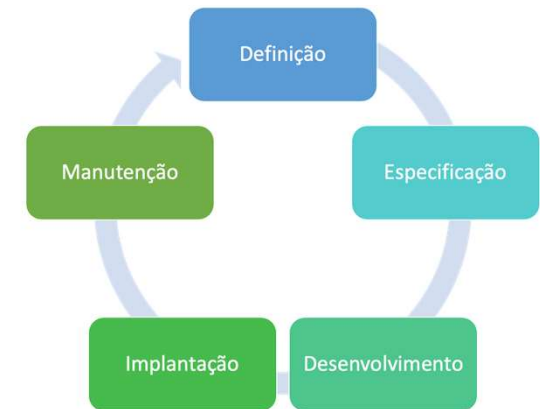 Definição
Especificação
Desenvolvimento
Implantação
Manutenção